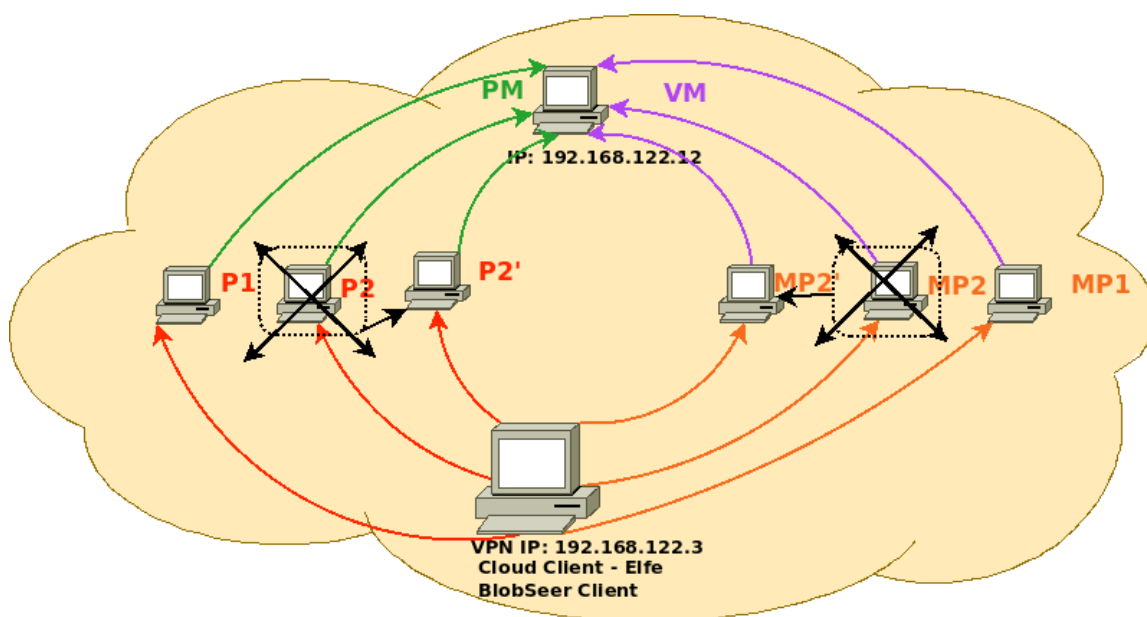 PM
VM
IP: 192.168.122.12
P1
P2
P2'
MP2'
MP2
MP1
VPN IP: 192.168.122.3
Cloud Client - Elfe
BlobSeer Client